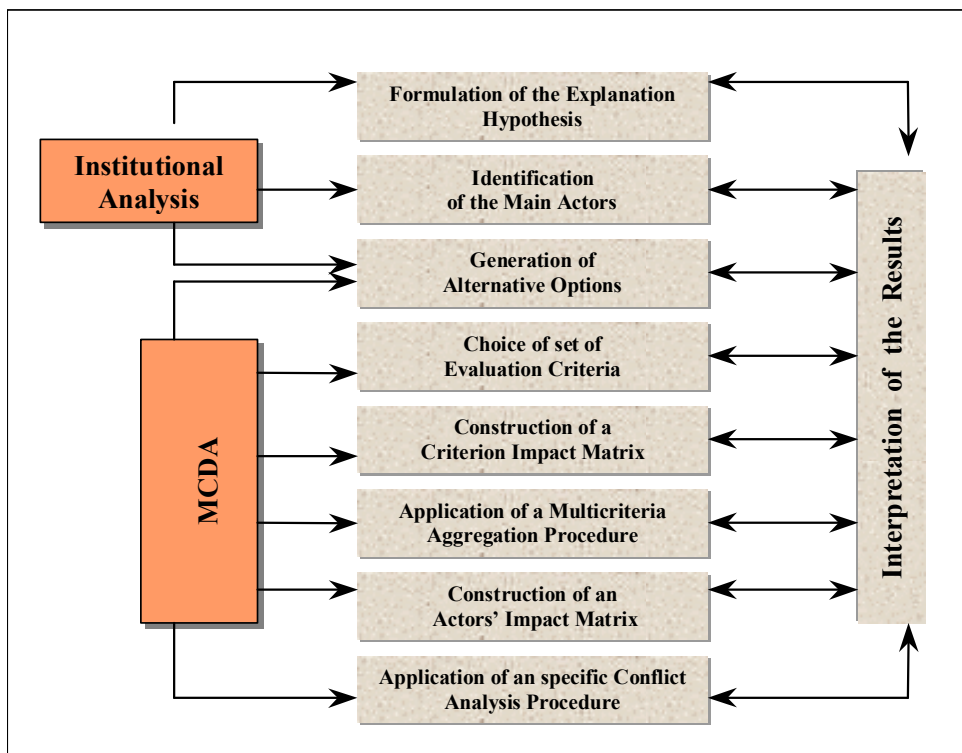 Formulation of the Explanation
Hypothesis
Institutional
Analysis
Identification
of the Main Actors
Generation of
Alternative Options
Choice of set of
Evaluation Criteria
Construction of a
Criterion Impact Matrix
MCDA
Application of a Multicriteria
Aggregation Procedure
Construction of an
Actors’ Impact Matrix
Application of an specific Conflict
Analysis Procedure
Interpretation of the Results